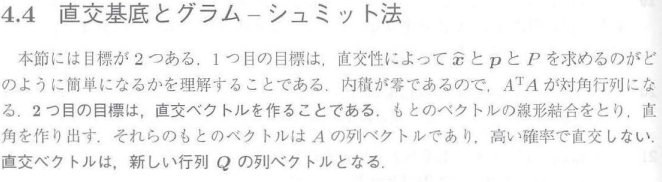 4.4　直交基底とグラム – シュミット法
本節には目標が 2 つある．1 つ目の目標は，直交性によって x̂ と p と P を求めるのがど
のように簡単になるかを理解することである．内積が零であるので，AᵀA が対角行列にな
る．2 つ目の目標は，直交ベクトルを作ることである．もとのベクトルの線形結合をとり，直
角を作り出す．それらのもとのベクトルは A の列ベクトルであり，高い確率で直交しない．
直交ベクトルは，新しい行列 Q の列ベクトルとなる．